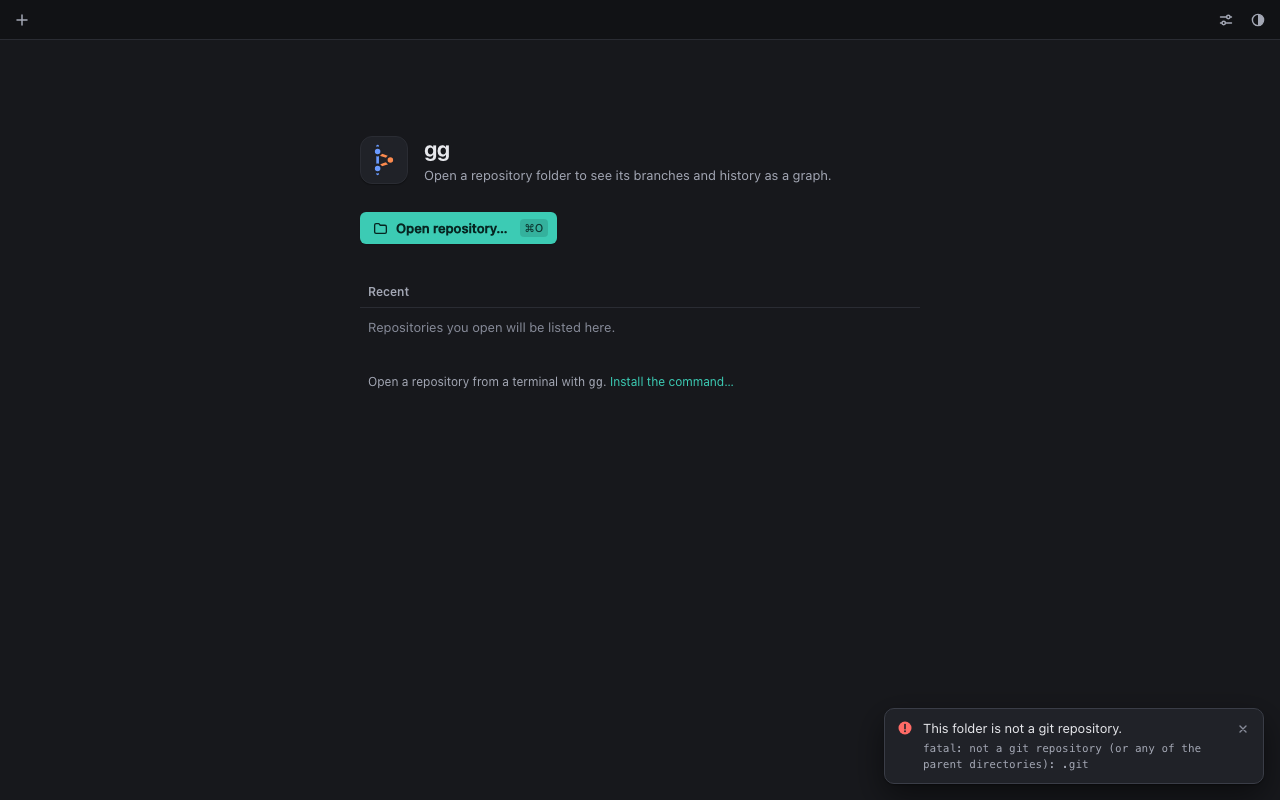 gg
Open a repository folder to see its branches and history as a graph.
Open repository... ⌘O
Recent
Repositories you open will be listed here.
Open a repository from a terminal with gg. Install the command...
This folder is not a git repository.
fatal: not a git repository (or any of the
parent directories): .git